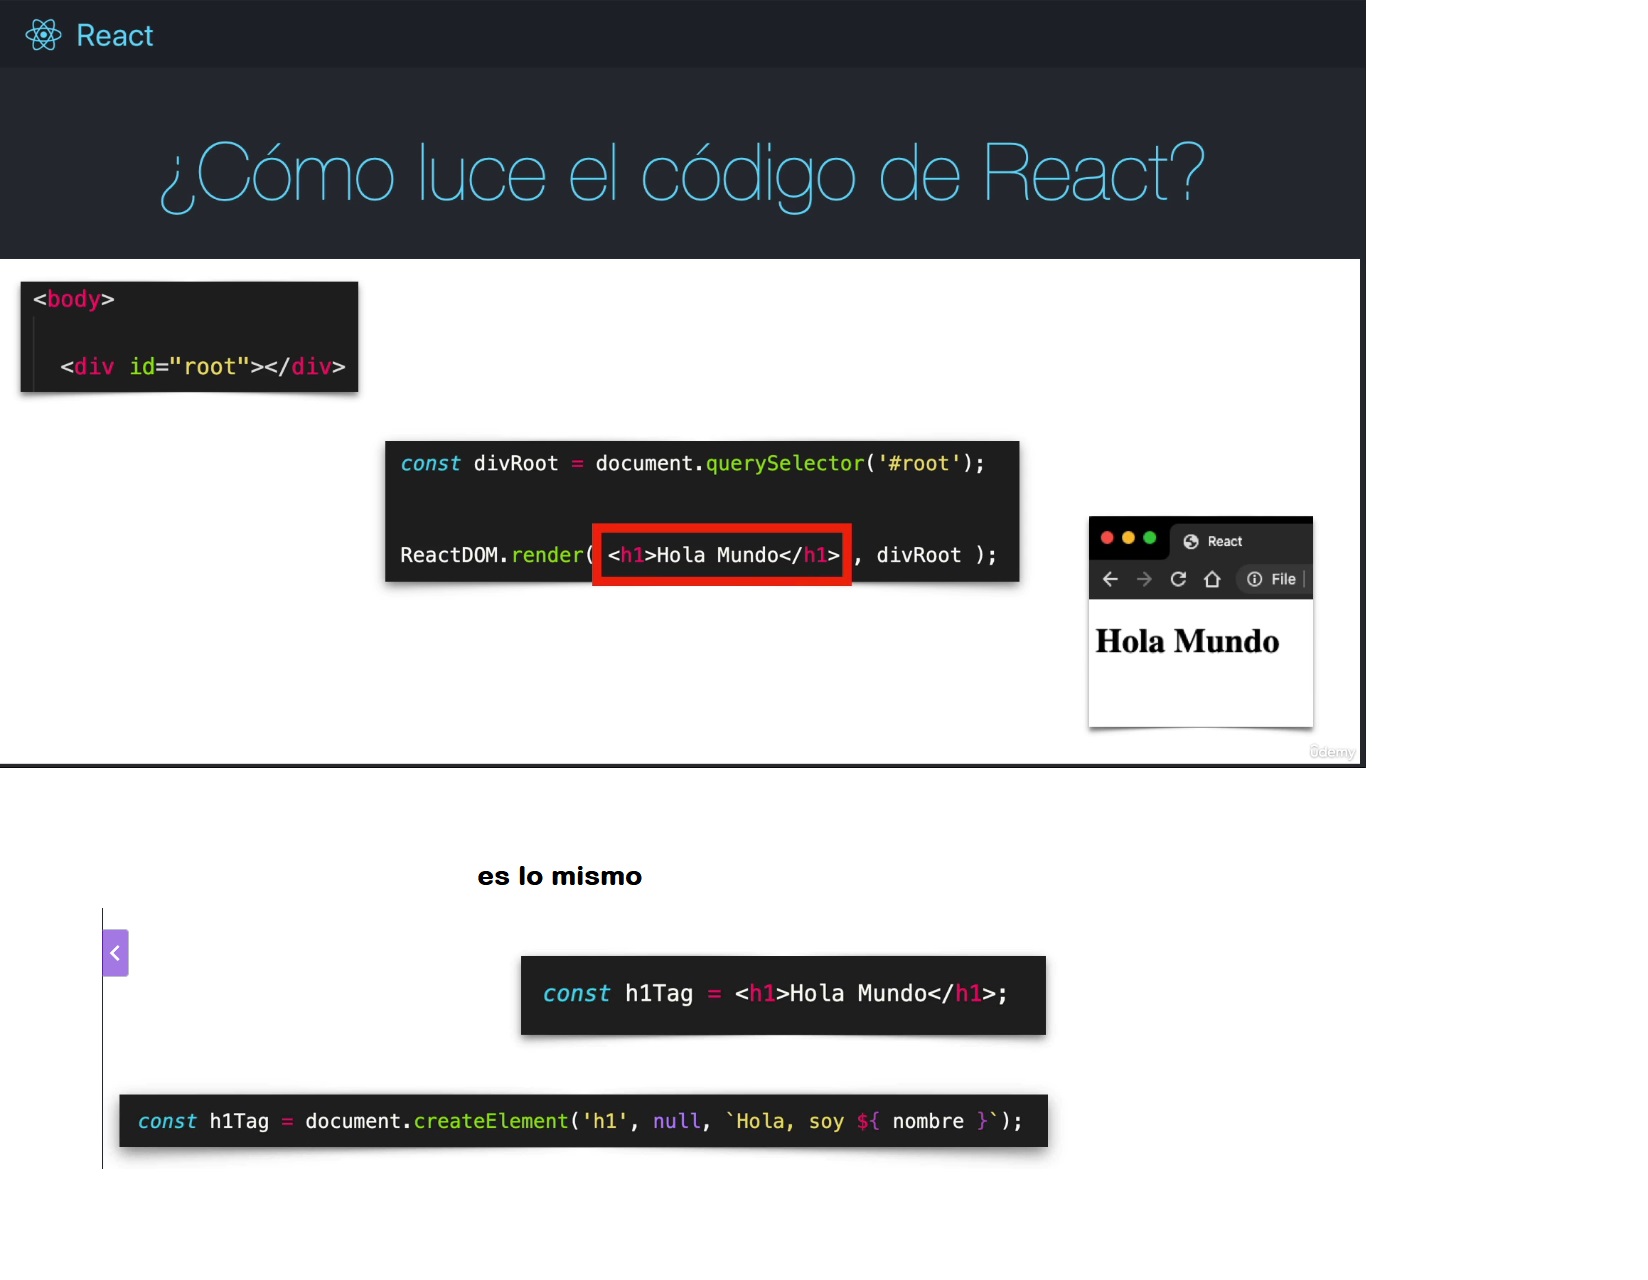 React
¿Cómo luce el código de React?
<body>
<div id="root"></div>
const divRoot = document.querySelector('#root');
ReactDOM.render( <h1>Hola Mundo</h1> , divRoot );
React
File
Hola Mundo
ûdemy
es lo mismo
const h1Tag = <h1>Hola Mundo</h1>;
const h1Tag = document.createElement('h1', null, `Hola, soy ${ nombre }`);